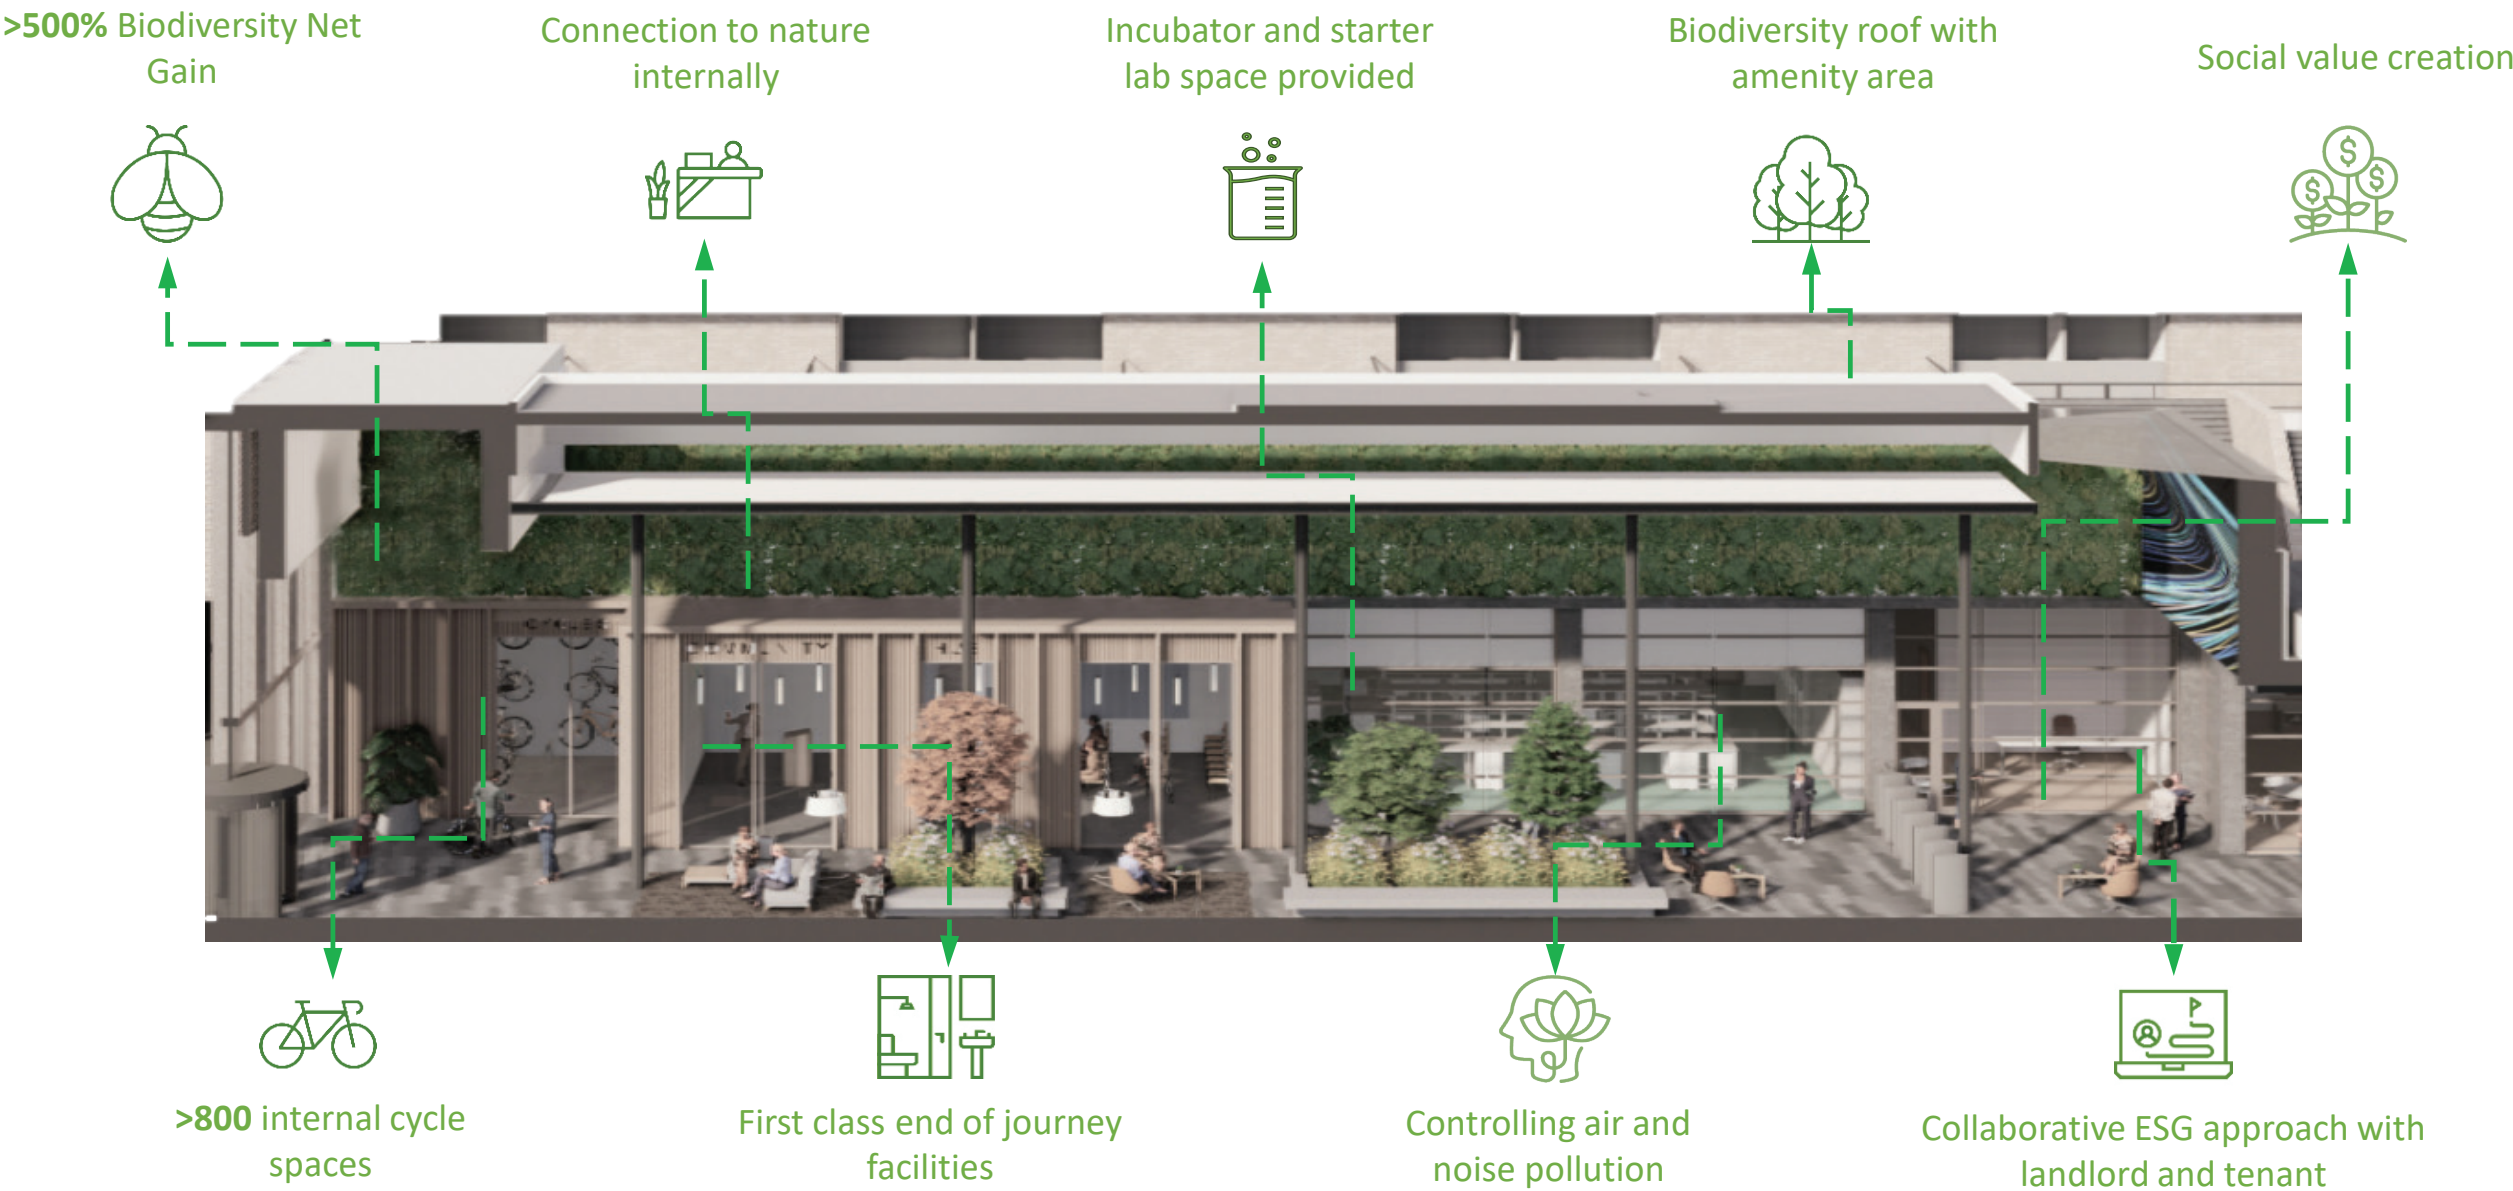 >500% Biodiversity Net
Gain
Connection to nature
internally
Incubator and starter
lab space provided
Biodiversity roof with
amenity area
Social value creation
>800 internal cycle
spaces
First class end of journey
facilities
Controlling air and
noise pollution
Collaborative ESG approach with
landlord and tenant